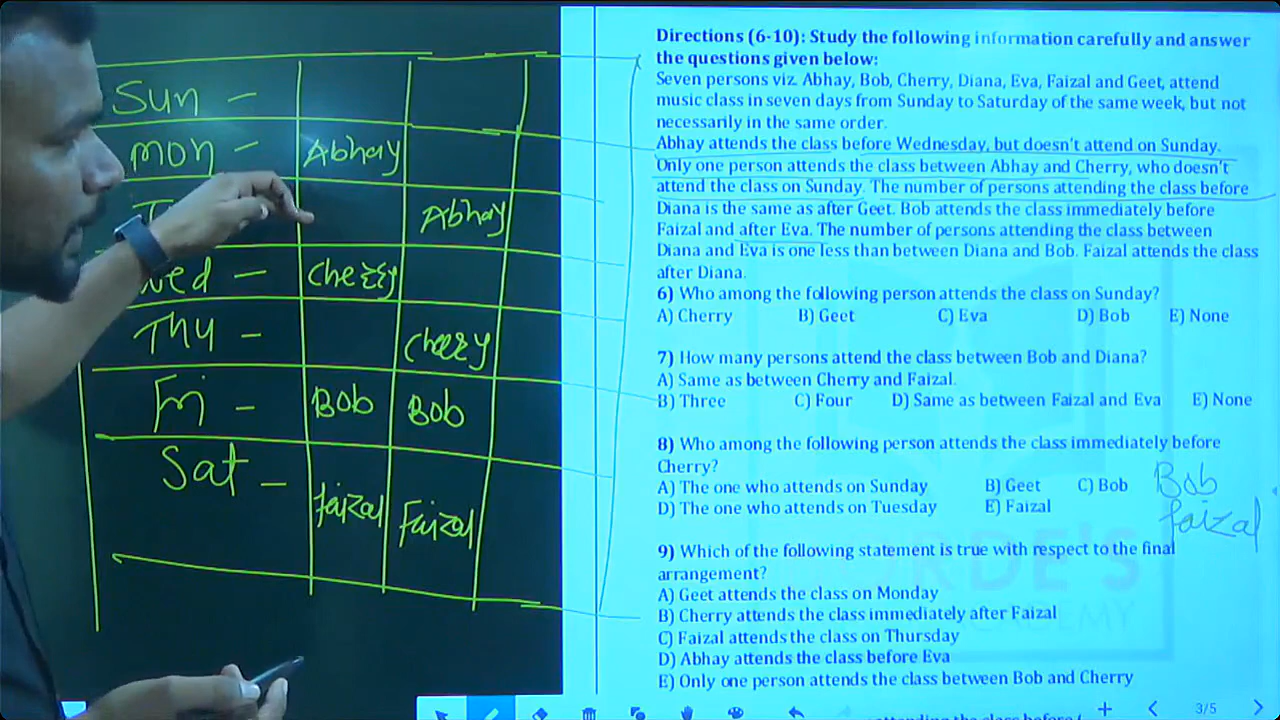 Sun -
mon - Abhay
T Abhay
Wed - Cherry
Thu - Cherry
Fri - Bob Bob
Sat - Faizal Faizal
Directions (6-10): Study the following information carefully and answer
the questions given below:
Seven persons viz. Abhay, Bob, Cherry, Diana, Eva, Faizal and Geet, attend
music class in seven days from Sunday to Saturday of the same week, but not
necessarily in the same order.
Abhay attends the class before Wednesday, but doesn't attend on Sunday.
Only one person attends the class between Abhay and Cherry, who doesn't
attend the class on Sunday. The number of persons attending the class before
Diana is the same as after Geet. Bob attends the class immediately before
Faizal and after Eva. The number of persons attending the class between
Diana and Eva is one less than between Diana and Bob. Faizal attends the class
after Diana.
6) Who among the following person attends the class on Sunday?
A) Cherry B) Geet C) Eva D) Bob E) None
7) How many persons attend the class between Bob and Diana?
A) Same as between Cherry and Faizal.
B) Three C) Four D) Same as between Faizal and Eva E) None
8) Who among the following person attends the class immediately before
Cherry?
A) The one who attends on Sunday B) Geet C) Bob
D) The one who attends on Tuesday E) Faizal
Bob
Faizal
9) Which of the following statement is true with respect to the final
arrangement?
A) Geet attends the class on Monday
B) Cherry attends the class immediately after Faizal
C) Faizal attends the class on Thursday
D) Abhay attends the class before Eva
E) Only one person attends the class between Bob and Cherry
3/5